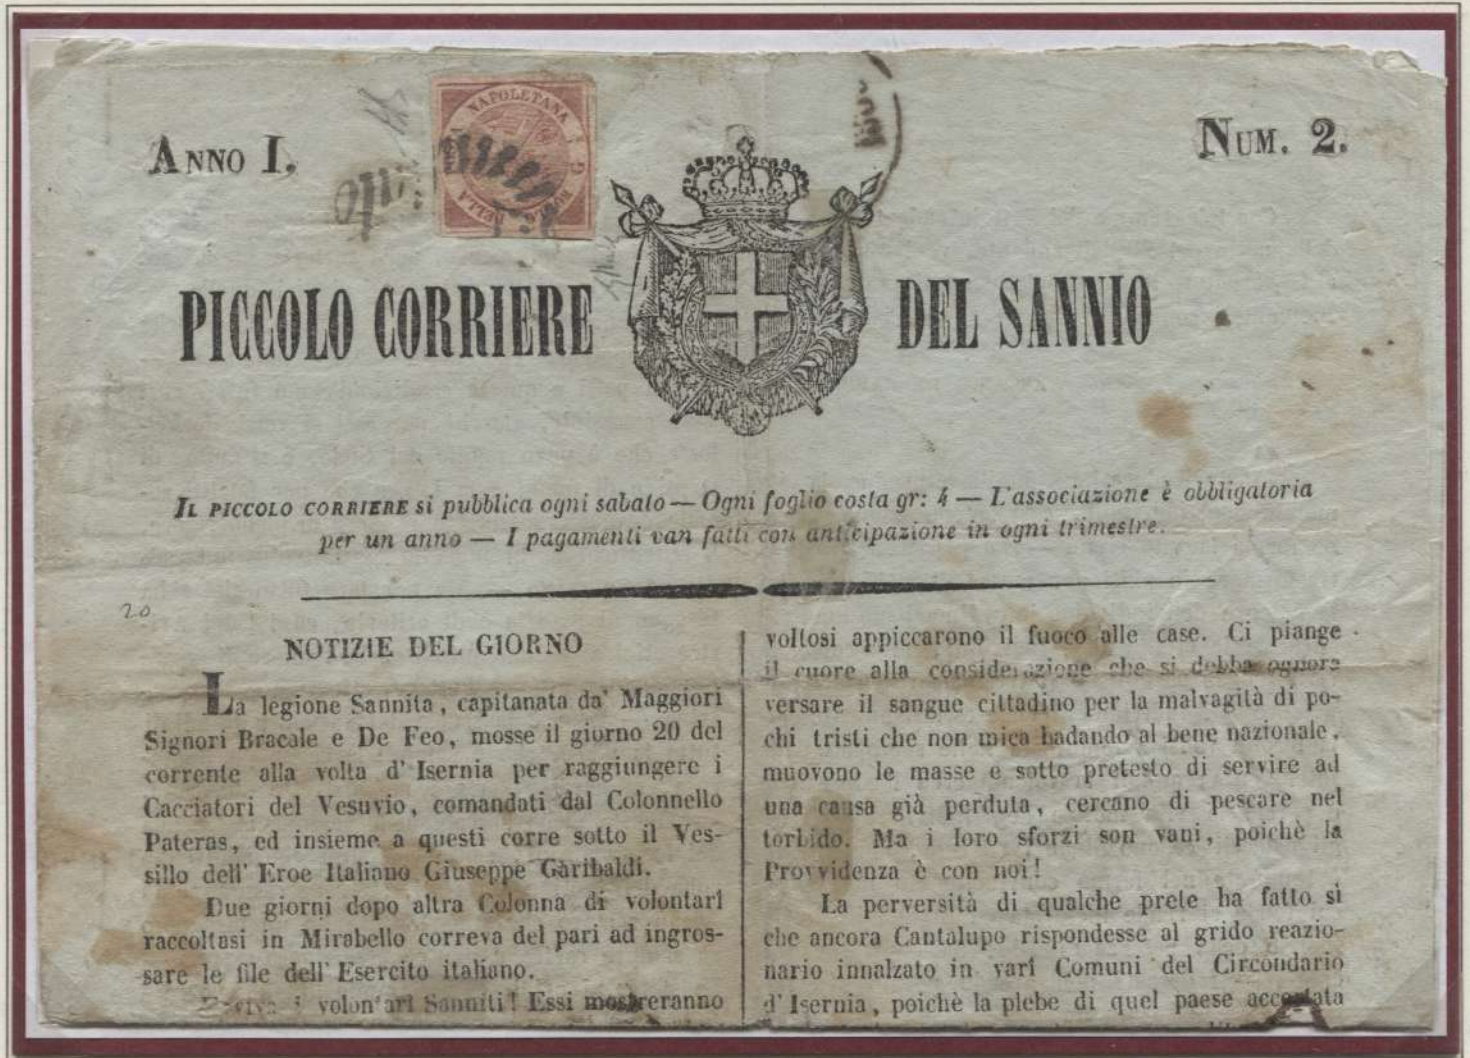 NAPOLETANA
G
BOLLO DELLA
ANNO I.
NUM. 2.
PICCOLO CORRIERE DEL SANNIO
IL PICCOLO CORRIERE si pubblica ogni sabato — Ogni foglio costa gr: 4 — L'associazione è obbligatoria
per un anno — I pagamenti van fatti con anticipazione in ogni trimestre.
20
NOTIZIE DEL GIORNO
La legione Sannita, capitanata da' Maggiori
Signori Bracale e De Feo, mosse il giorno 20 del
corrente alla volta d' Isernia per raggiungere i
Cacciatori del Vesuvio, comandati dal Colonnello
Pateras, ed insieme a questi corre sotto il Ves-
sillo dell' Eroe Italiano Giuseppe Garibaldi.
Due giorni dopo altra Colonna di volontarî
raccoltasi in Mirabello correva del pari ad ingros-
sare le file dell' Esercito italiano.
i volontarî Sanniti! Essi mostreranno
voltosi appiccarono il fuoco alle case. Ci piange
il cuore alla considerazione che si debba ognora
versare il sangue cittadino per la malvagità di po-
chi tristi che non mica badando al bene nazionale,
muovono le masse e sotto pretesto di servire ad
una causa già perduta, cercano di pescare nel
torbido. Ma i loro sforzi son vani, poichè la
Provvidenza è con noi!
La perversità di qualche prete ha fatto sì
che ancora Cantalupo rispondesse al grido reazio-
nario innalzato in varî Comuni del Circondario
d'Isernia, poichè la plebe di quel paese